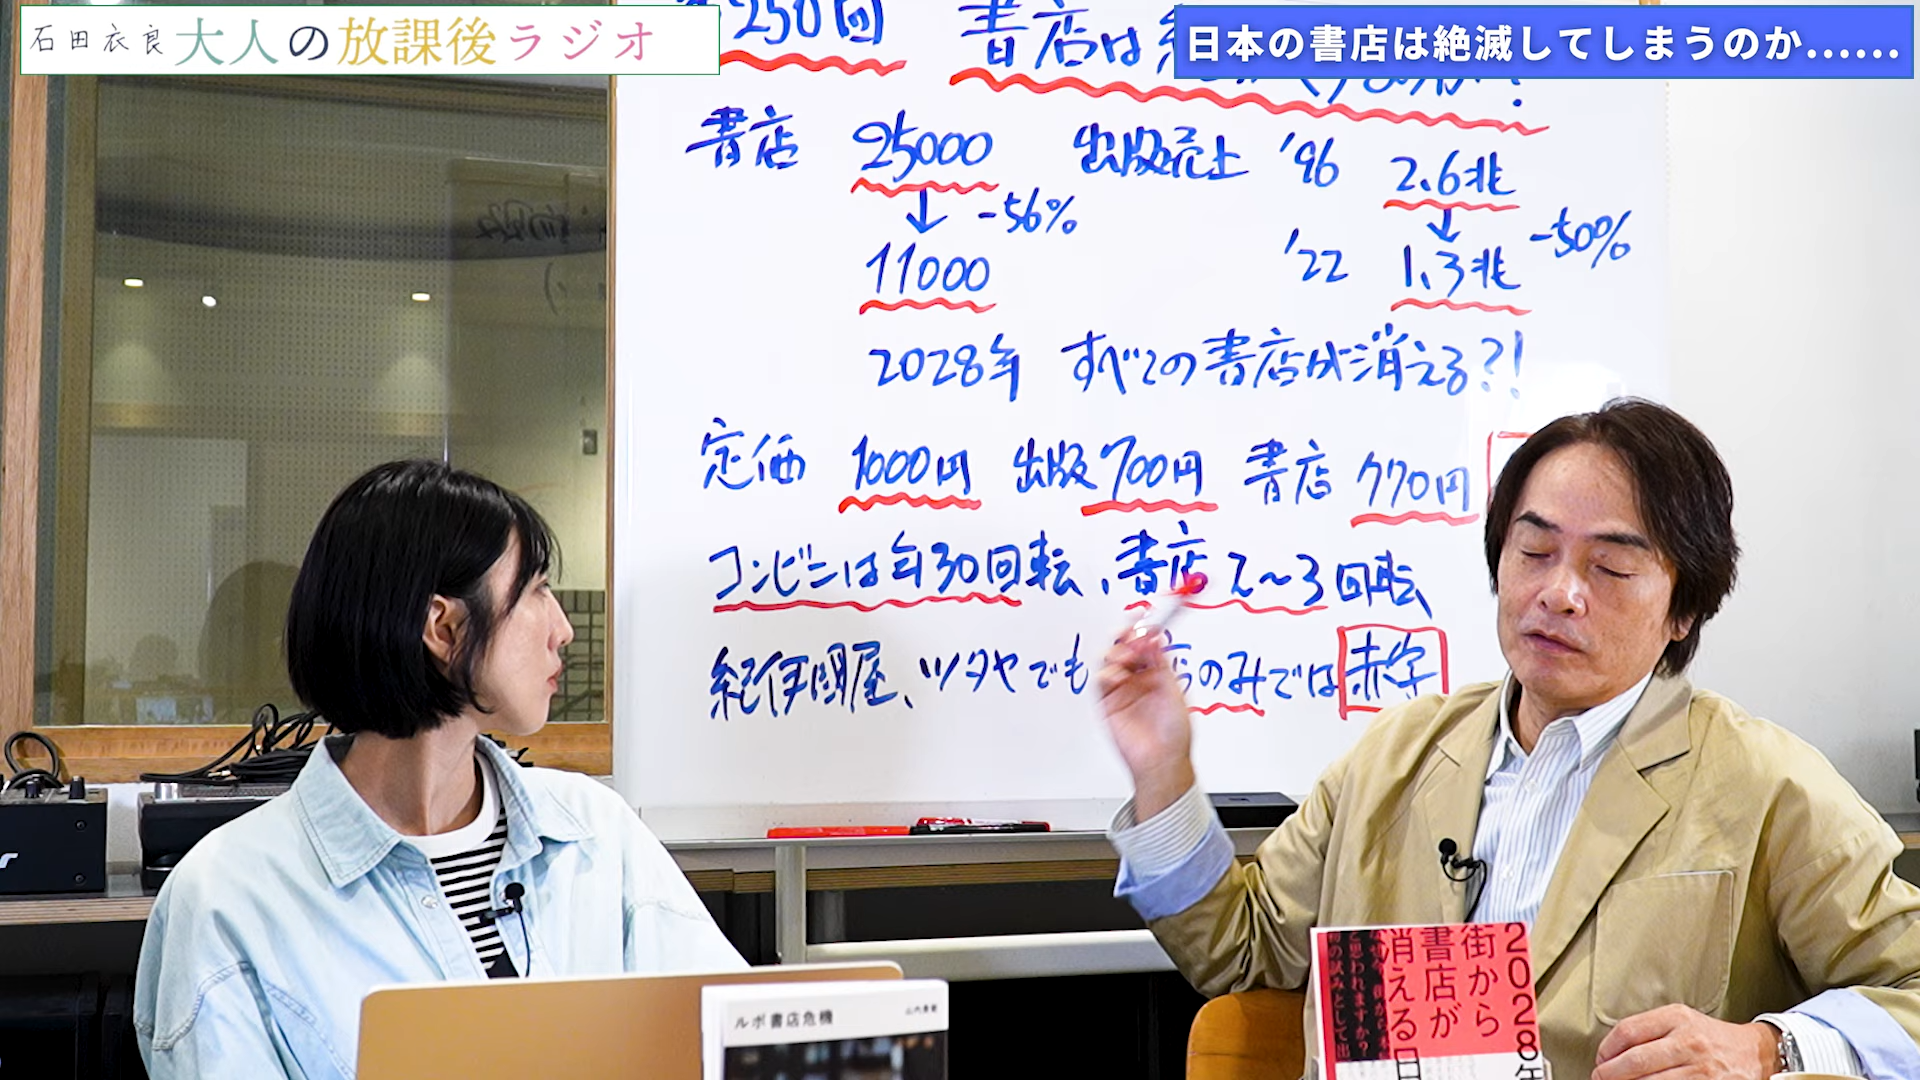 石田衣良 大人の放課後ラジオ
日本の書店は絶滅してしまうのか……
250回 書店は
書店 25000 出版売上 '96 2.6兆
↓ -56% ↓ -50%
11000 '22 1.3兆
2028年 すべての書店が消える?!
定価 1000円 出版 700円 書店 770円
コンビニは年30回転、書店 2〜3回転
紀伊國屋、ツタヤでも 店のみでは赤字
ルポ書店危機
2028年
街から
書店が
消える日